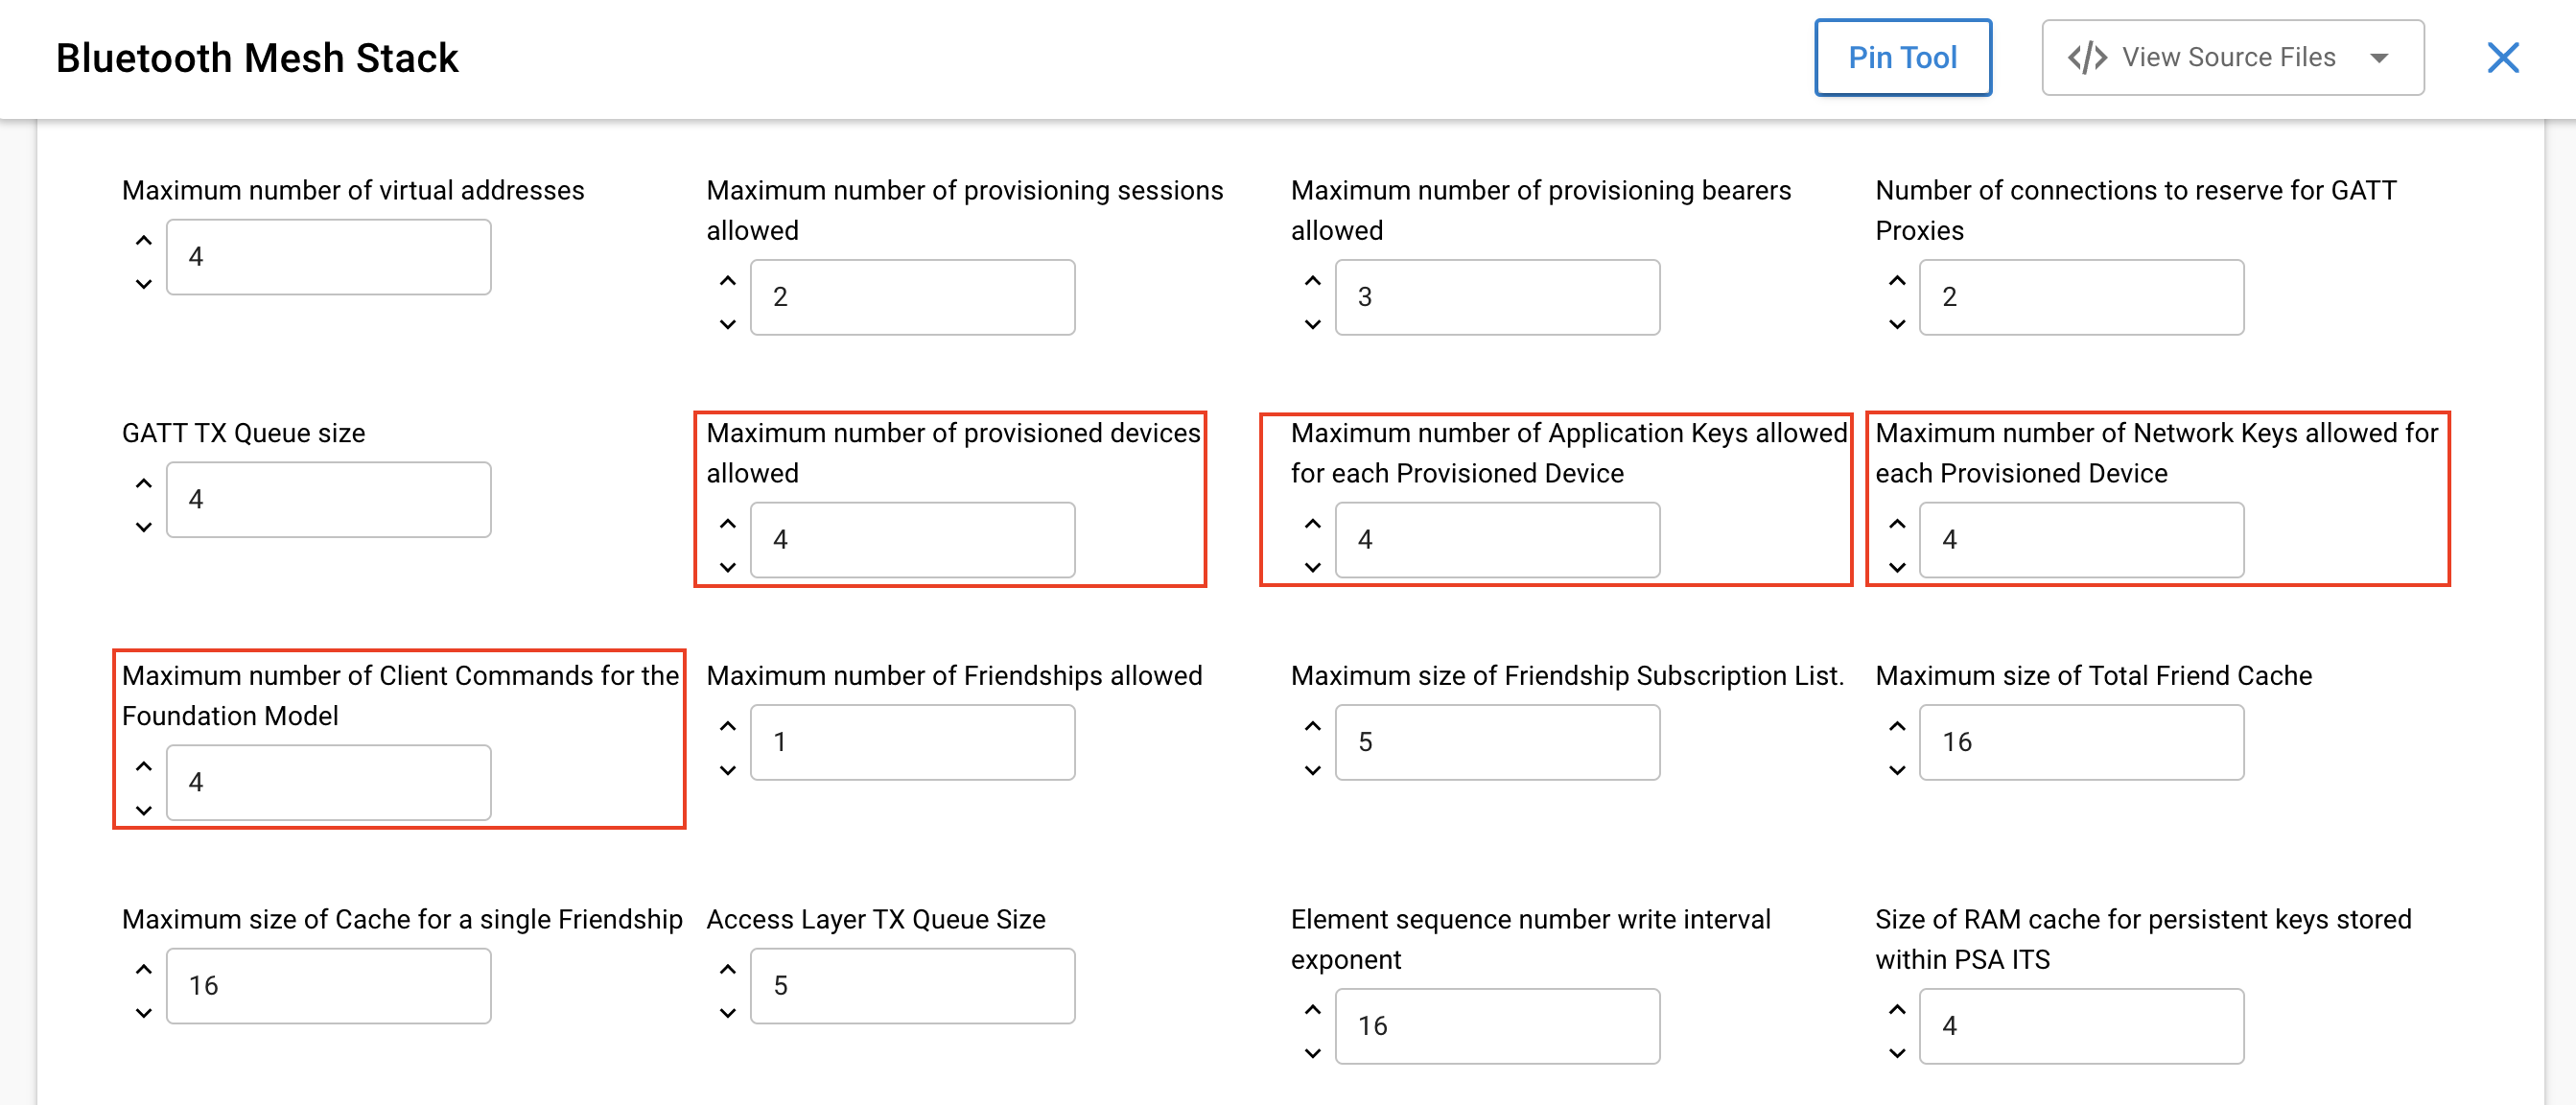 Bluetooth Mesh Stack
Pin Tool
</> View Source Files
Maximum number of virtual addresses
4
Maximum number of provisioning sessions
allowed
2
Maximum number of provisioning bearers
allowed
3
Number of connections to reserve for GATT
Proxies
2
GATT TX Queue size
4
Maximum number of provisioned devices
allowed
4
Maximum number of Application Keys allowed
for each Provisioned Device
4
Maximum number of Network Keys allowed for
each Provisioned Device
4
Maximum number of Client Commands for the
Foundation Model
4
Maximum number of Friendships allowed
1
Maximum size of Friendship Subscription List.
5
Maximum size of Total Friend Cache
16
Maximum size of Cache for a single Friendship
16
Access Layer TX Queue Size
5
Element sequence number write interval
exponent
16
Size of RAM cache for persistent keys stored
within PSA ITS
4